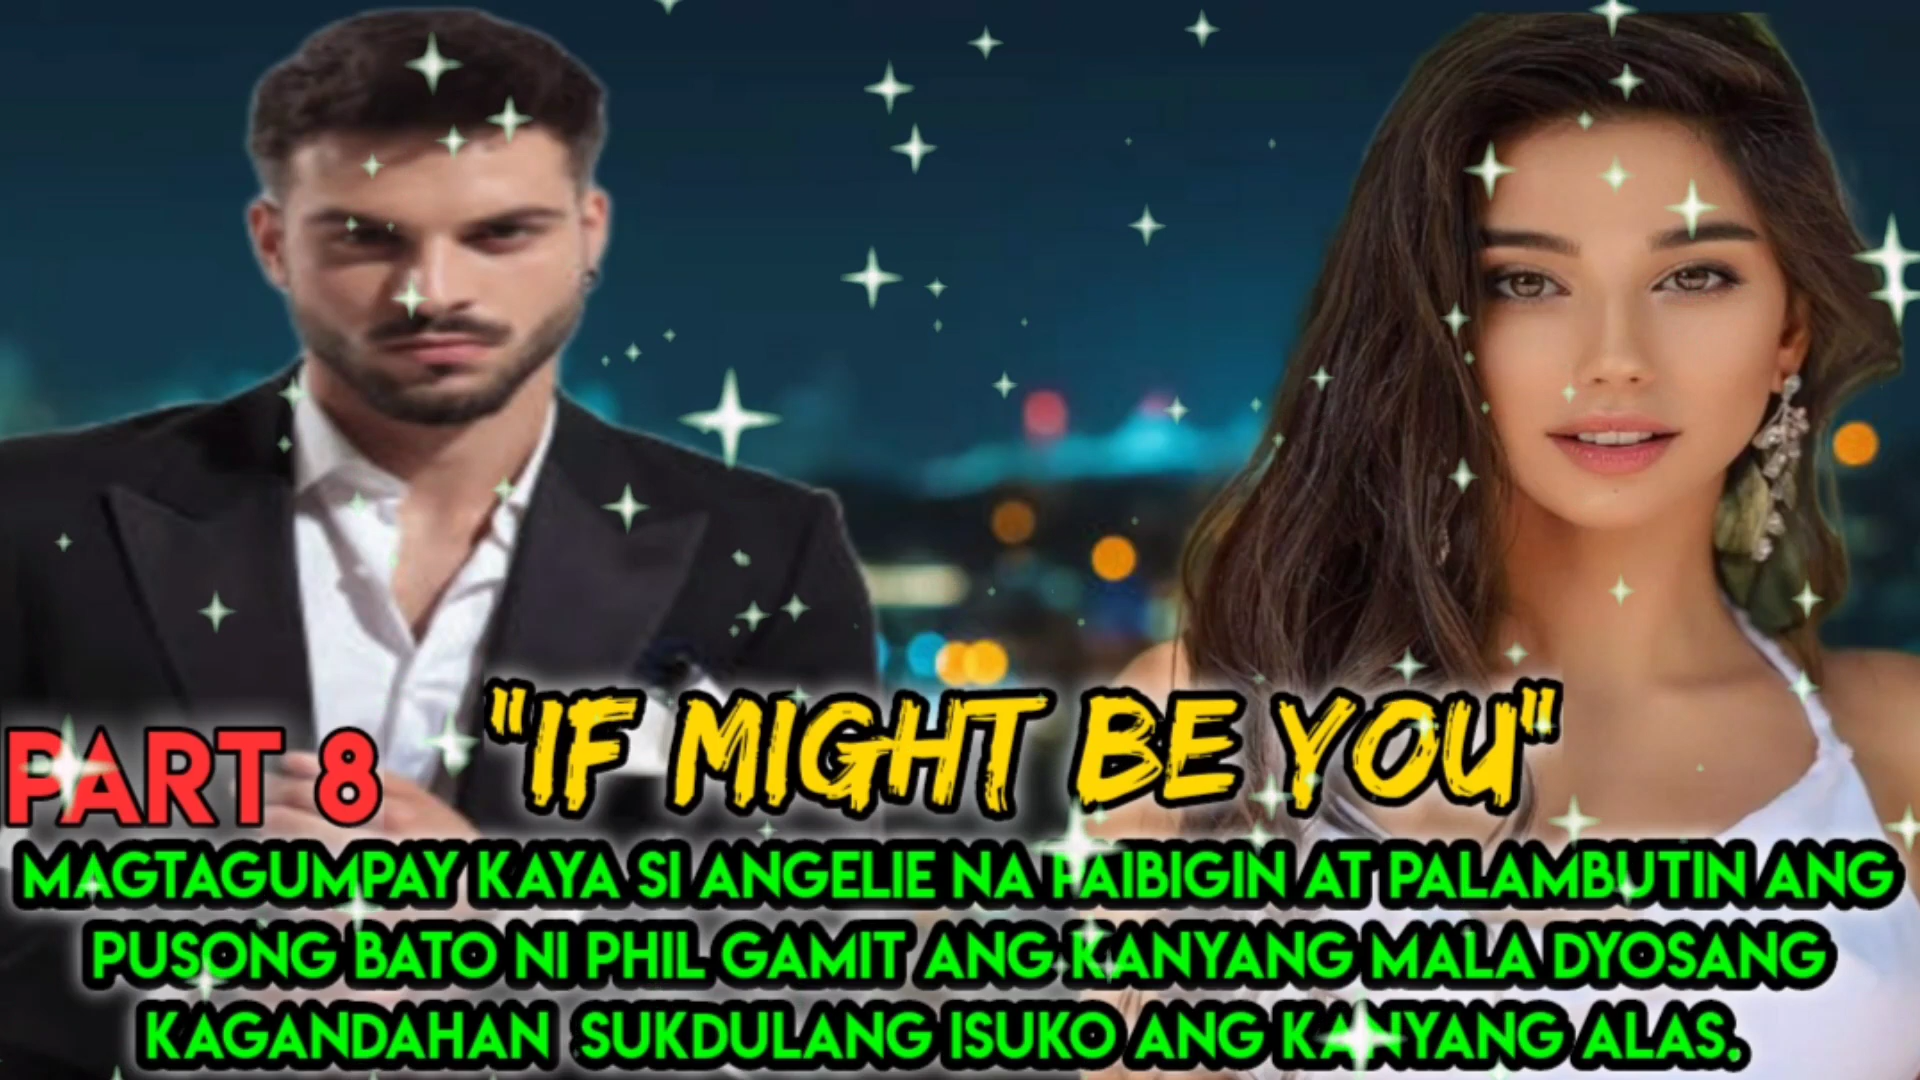 PART 8
"IF MIGHT BE YOU"
MAGTAGUMPAY KAYA SI ANGELIE NA PAIBIGIN AT PALAMBUTIN ANG
PUSONG BATO NI PHIL GAMIT ANG KANYANG MALA DYOSANG
KAGANDAHAN SUKDULANG ISUKO ANG KANYANG ALAS.